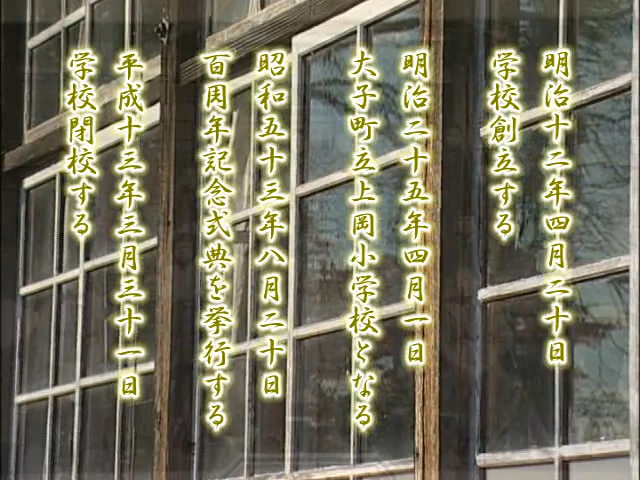 明治十二年四月二十日
学校創立する
明治二十五年四月一日
大子町立上岡小学校となる
昭和五十三年八月二十日
百周年記念式典を挙行する
平成十三年三月三十一日
学校閉校する